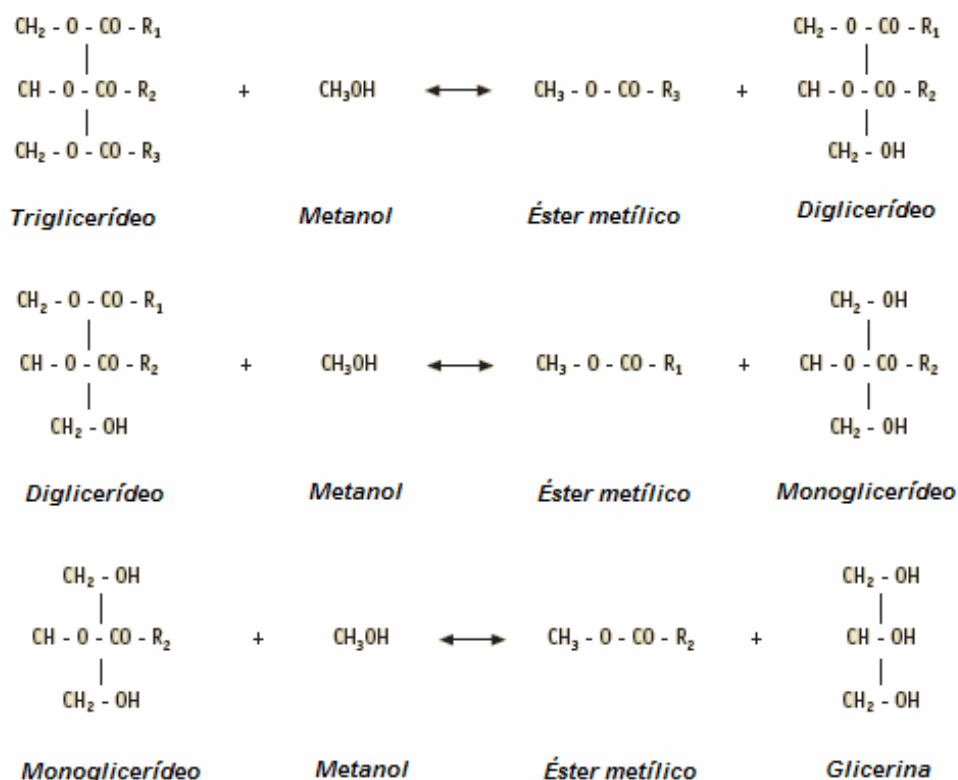 CH₂ - O - CO - R₁ CH₂ - O - CO - R₁
CH - O - CO - R₂ + CH₃OH ⟷ CH₃ - O - CO - R₃ + CH - O - CO - R₂
CH₂ - O - CO - R₃ CH₂ - OH
Triglicerídeo Metanol Éster metílico Diglicerídeo
CH₂ - O - CO - R₁ CH₂ - OH
CH - O - CO - R₂ + CH₃OH ⟷ CH₃ - O - CO - R₁ + CH - O - CO - R₂
CH₂ - OH CH₂ - OH
Diglicerídeo Metanol Éster metílico Monoglicerídeo
CH₂ - OH CH₂ - OH
CH - O - CO - R₂ + CH₃OH ⟷ CH₃ - O - CO - R₂ + CH - OH
CH₂ - OH CH₂ - OH
Monoglicerídeo Metanol Éster metílico Glicerina